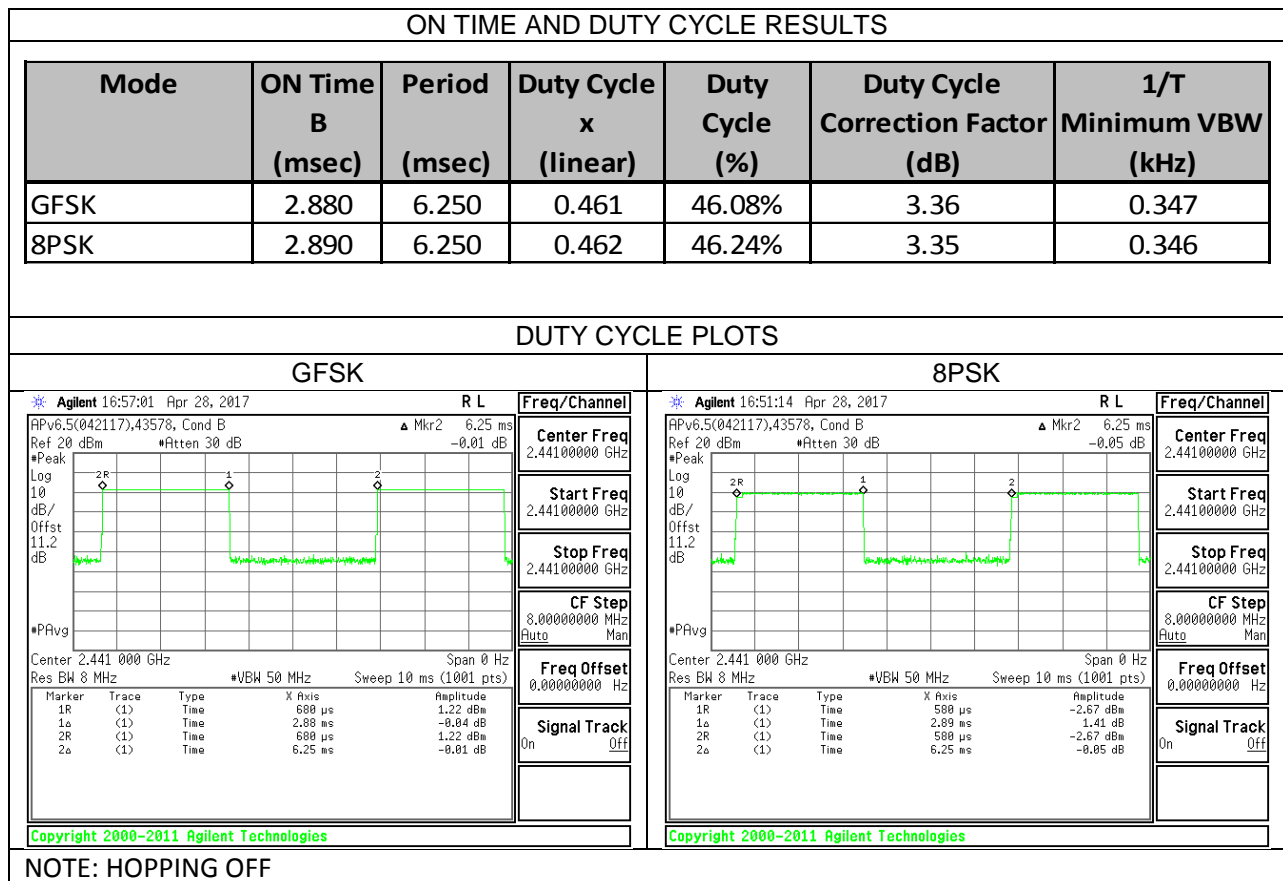 ON TIME AND DUTY CYCLE RESULTS
Mode ON Time Period Duty Cycle Duty Duty Cycle 1/T
B x Cycle Correction Factor Minimum VBW
(msec) (msec) (linear) (%) (dB) (kHz)
GFSK 2.880 6.250 0.461 46.08% 3.36 0.347
8PSK 2.890 6.250 0.462 46.24% 3.35 0.346
DUTY CYCLE PLOTS
GFSK
Agilent 16:57:01 Apr 28, 2017 R L
APv6.5(042117),43578, Cond B Δ Mkr2 6.25 ms
Ref 20 dBm #Atten 30 dB -0.01 dB
#Peak
Log
10
dB/
Offst
11.2
dB
#PAvg
2R 1 2
Center 2.441 000 GHz Span 0 Hz
Res BW 8 MHz #VBW 50 MHz Sweep 10 ms (1001 pts)
Marker Trace Type X Axis Amplitude
1R (1) Time 680 µs 1.22 dBm
1Δ (1) Time 2.88 ms -0.04 dB
2R (1) Time 680 µs 1.22 dBm
2Δ (1) Time 6.25 ms -0.01 dB
Copyright 2000-2011 Agilent Technologies
Freq/Channel
Center Freq
2.44100000 GHz
Start Freq
2.44100000 GHz
Stop Freq
2.44100000 GHz
CF Step
8.00000000 MHz
Auto Man
Freq Offset
0.00000000 Hz
Signal Track
On Off
8PSK
Agilent 16:51:14 Apr 28, 2017 R L
APv6.5(042117),43578, Cond B Δ Mkr2 6.25 ms
Ref 20 dBm #Atten 30 dB -0.05 dB
#Peak
Log
10
dB/
Offst
11.2
dB
#PAvg
2R 1 2
Center 2.441 000 GHz Span 0 Hz
Res BW 8 MHz #VBW 50 MHz Sweep 10 ms (1001 pts)
Marker Trace Type X Axis Amplitude
1R (1) Time 580 µs -2.67 dBm
1Δ (1) Time 2.89 ms 1.41 dB
2R (1) Time 580 µs -2.67 dBm
2Δ (1) Time 6.25 ms -0.05 dB
Copyright 2000-2011 Agilent Technologies
Freq/Channel
Center Freq
2.44100000 GHz
Start Freq
2.44100000 GHz
Stop Freq
2.44100000 GHz
CF Step
8.00000000 MHz
Auto Man
Freq Offset
0.00000000 Hz
Signal Track
On Off
NOTE: HOPPING OFF